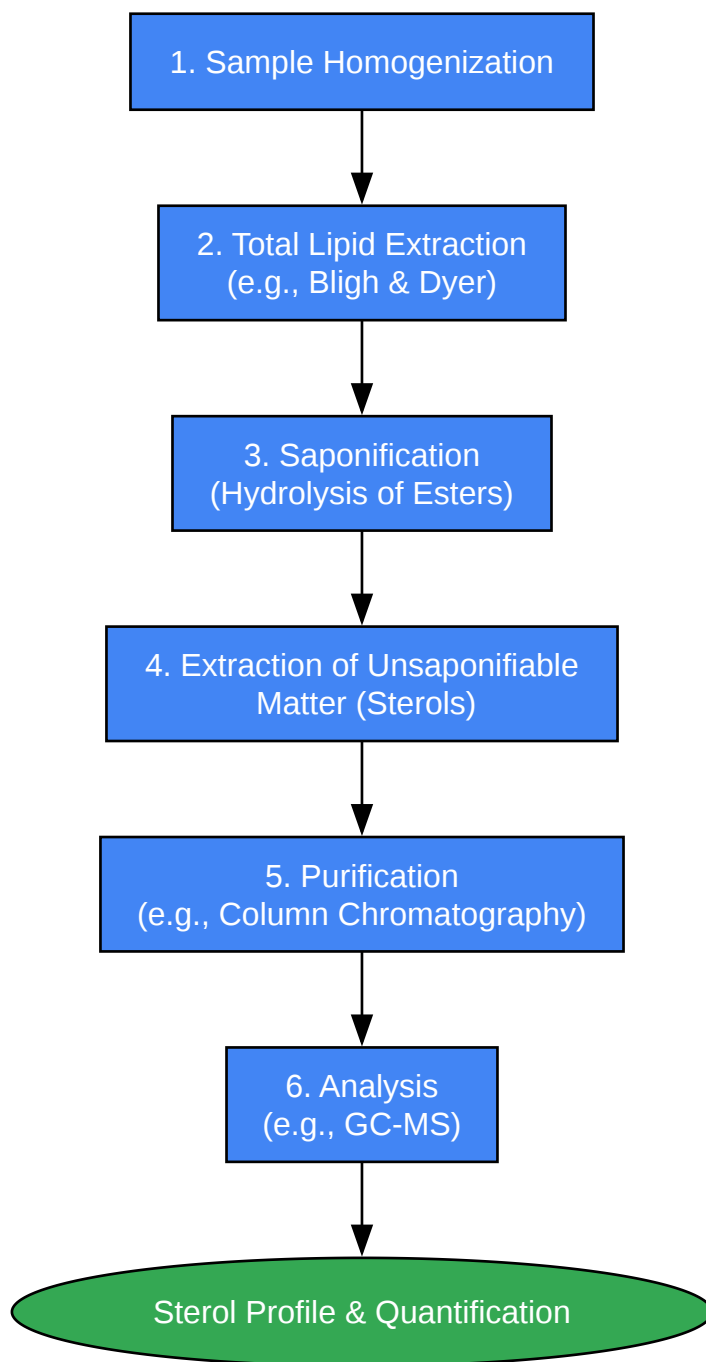 1. Sample Homogenization
2. Total Lipid Extraction
(e.g., Bligh & Dyer)
3. Saponification
(Hydrolysis of Esters)
4. Extraction of Unsaponifiable
Matter (Sterols)
5. Purification
(e.g., Column Chromatography)
6. Analysis
(e.g., GC-MS)
Sterol Profile & Quantification